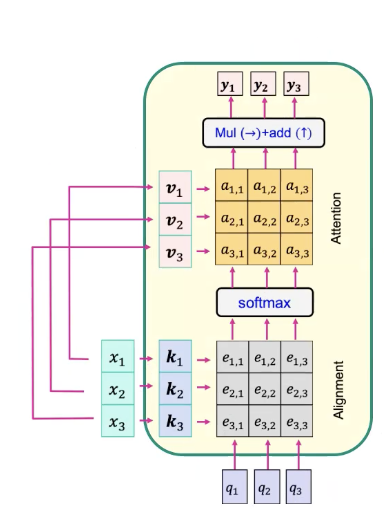 y₁ y₂ y₃
Mul (→)+add (↑)
v₁ a₁,₁ a₁,₂ a₁,₃
v₂ a₂,₁ a₂,₂ a₂,₃
v₃ a₃,₁ a₃,₂ a₃,₃
Attention
softmax
x₁ k₁ e₁,₁ e₁,₂ e₁,₃
x₂ k₂ e₂,₁ e₂,₂ e₂,₃
x₃ k₃ e₃,₁ e₃,₂ e₃,₃
Alignment
q₁ q₂ q₃